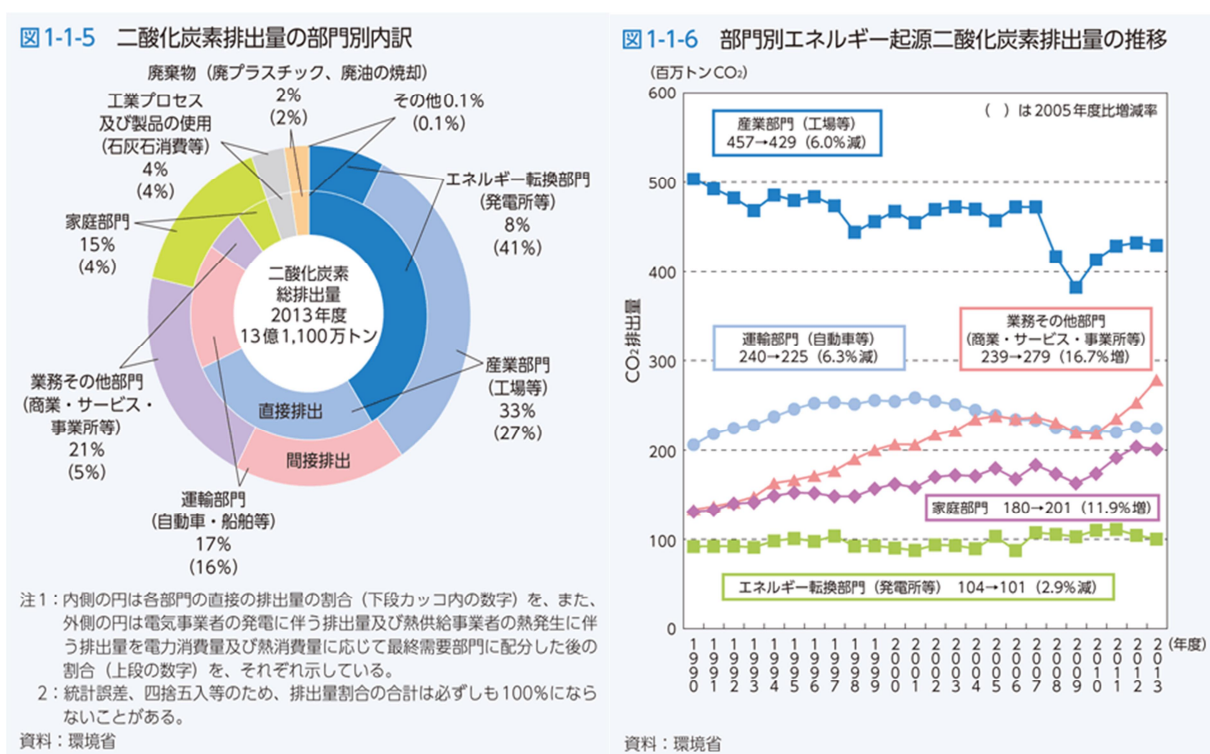 図1-1-5 二酸化炭素排出量の部門別内訳
廃棄物（廃プラスチック、廃油の焼却）
2%
(2%)
その他0.1%
(0.1%)
工業プロセス
及び製品の使用
（石灰石消費等）
4%
(4%)
エネルギー転換部門
（発電所等）
8%
(41%)
家庭部門
15%
(4%)
二酸化炭素
総排出量
2013年度
13億1,100万トン
産業部門
（工場等）
33%
(27%)
業務その他部門
（商業・サービス・
事業所等）
21%
(5%)
直接排出
間接排出
運輸部門
（自動車・船舶等）
17%
(16%)
注1：内側の円は各部門の直接の排出量の割合（下段カッコ内の数字）を、また、
外側の円は電気事業者の発電に伴う排出量及び熱供給事業者の熱発生に伴
う排出量を電力消費量及び熱消費量に応じて最終需要部門に配分した後の
割合（上段の数字）を、それぞれ示している。
2：統計誤差、四捨五入等のため、排出量割合の合計は必ずしも100％になら
ないことがある。
資料：環境省
図1-1-6 部門別エネルギー起源二酸化炭素排出量の推移
（百万トンCO₂）
600
500
400
300
200
100
0
CO₂排出量
（ ）は2005年度比増減率
産業部門（工場等）
457→429（6.0%減）
運輸部門（自動車等）
240→225（6.3%減）
業務その他部門
（商業・サービス・事業所等）
239→279（16.7%増）
家庭部門 180→201（11.9%増）
エネルギー転換部門（発電所等） 104→101（2.9%減）
1990 1991 1992 1993 1994 1995 1996 1997 1998 1999 2000 2001 2002 2003 2004 2005 2006 2007 2008 2009 2010 2011 2012 2013 （年度）
資料：環境省